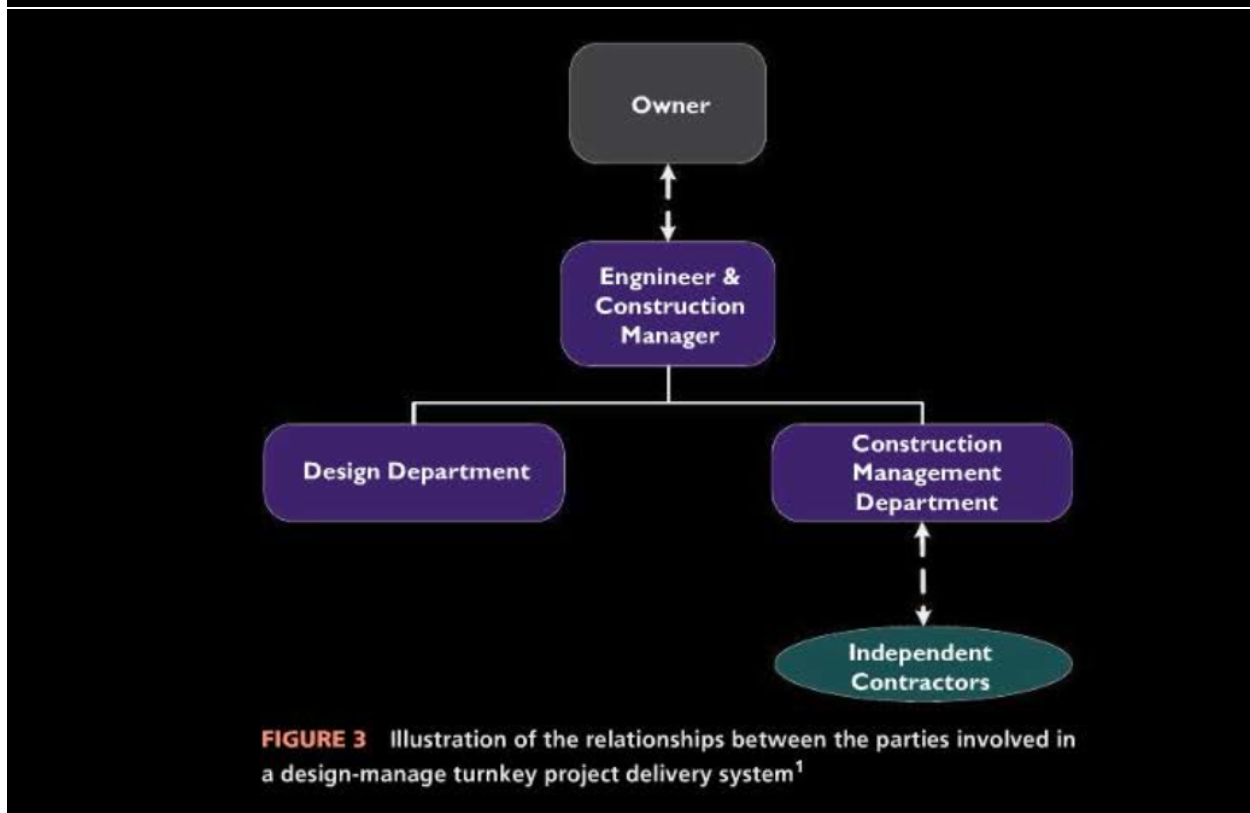 Owner
Engnineer &
Construction
Manager
Design Department
Construction
Management
Department
Independent
Contractors
FIGURE 3 Illustration of the relationships between the parties involved in
a design-manage turnkey project delivery system¹